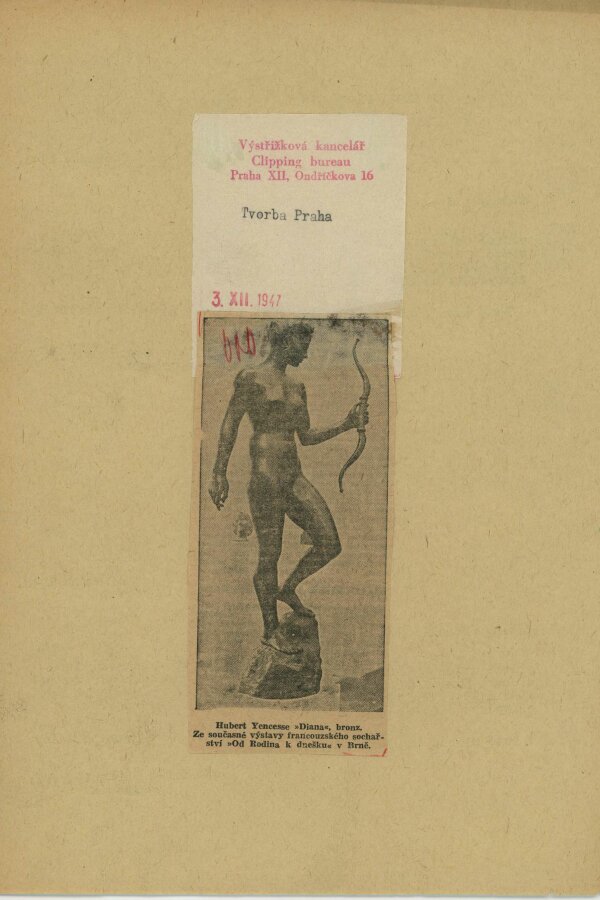 Výstřižková kancelář
Clipping bureau
Praha XII, Ondříčkova 16
Tvorba Praha
3. XII. 1947
Hubert Yencesse »Diana«, bronz.
Ze současné výstavy francouzského sochař-
ství »Od Rodina k dnešku« v Brně.